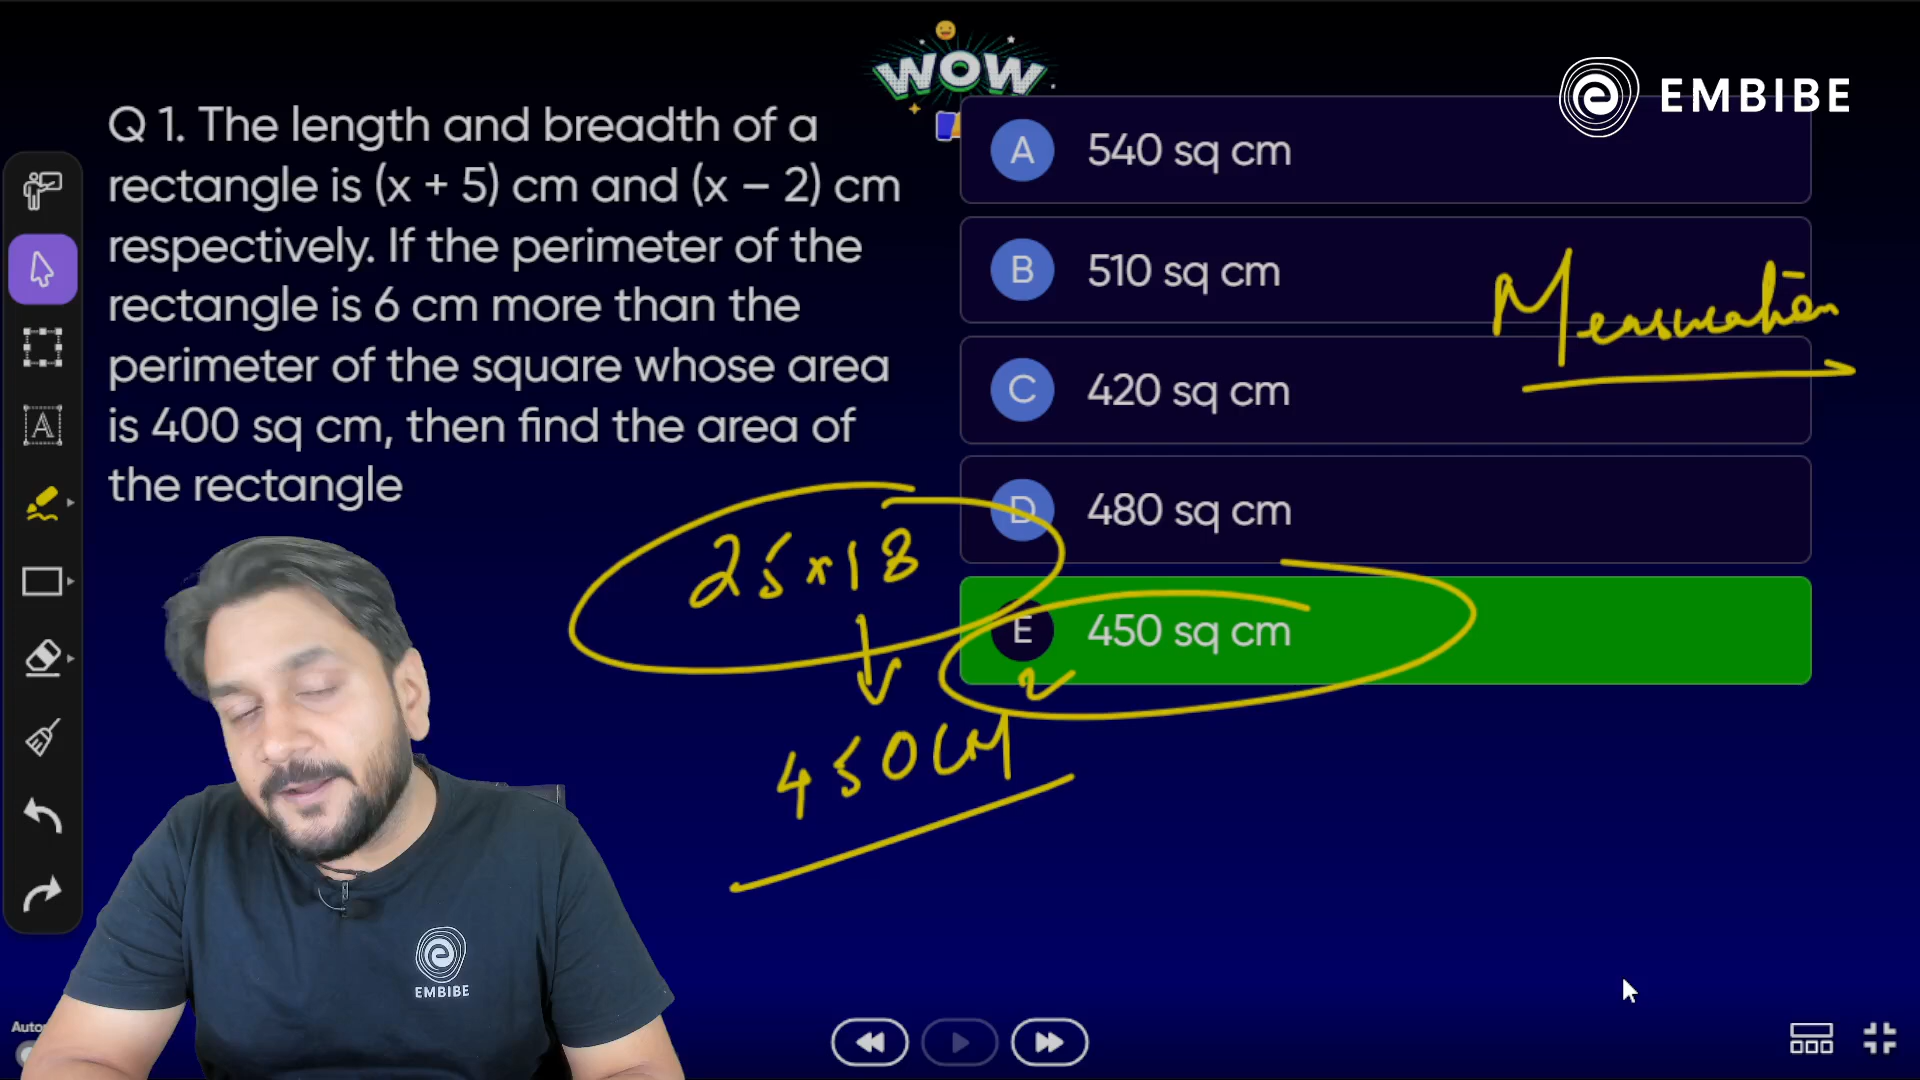 WOW
EMBIBE
Q 1. The length and breadth of a
rectangle is (x + 5) cm and (x – 2) cm
respectively. If the perimeter of the
rectangle is 6 cm more than the
perimeter of the square whose area
is 400 sq cm, then find the area of
the rectangle
A 540 sq cm
B 510 sq cm
C 420 sq cm
D 480 sq cm
E 450 sq cm
Mensuration
25 x 18
450 cm²
A
EMBIBE
Auto